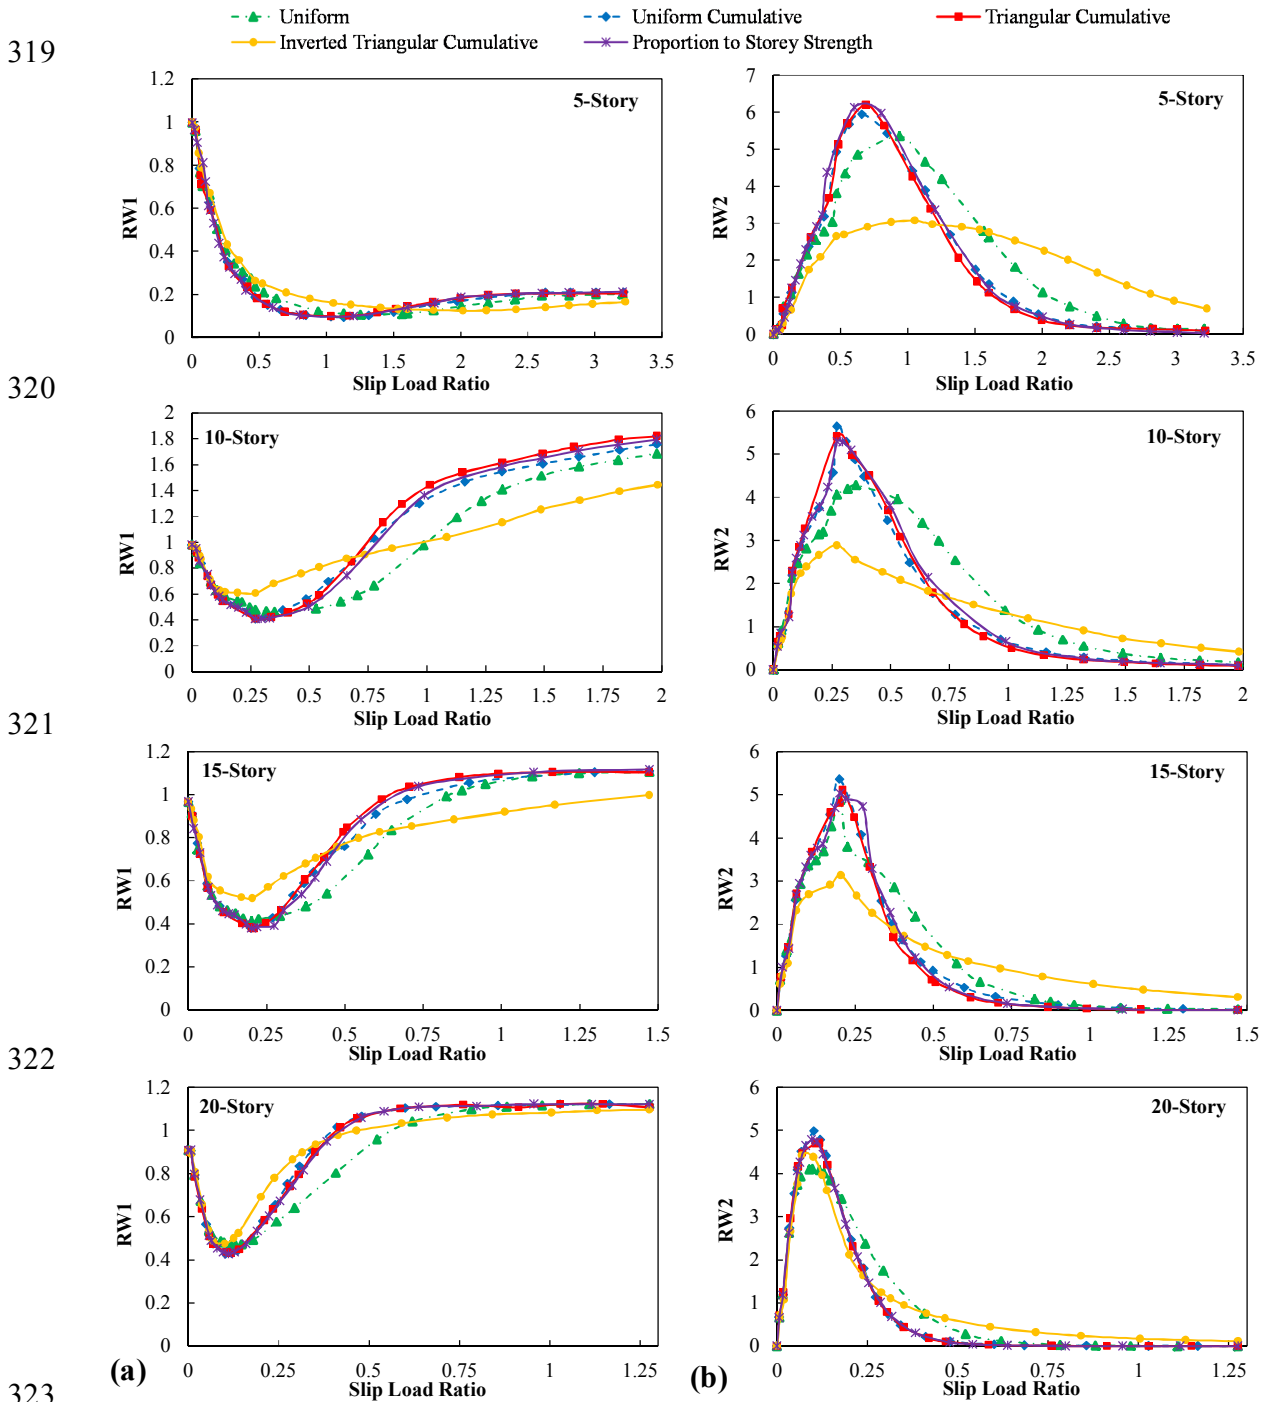 Uniform
Uniform Cumulative
Triangular Cumulative
Inverted Triangular Cumulative
Proportion to Storey Strength
319
1.2
1
0.8
0.6
0.4
0.2
0
RW1
5-Story
0 0.5 1 1.5 2 2.5 3 3.5
Slip Load Ratio
7
6
5
4
3
2
1
0
RW2
5-Story
0 0.5 1 1.5 2 2.5 3 3.5
Slip Load Ratio
320
2
1.8
1.6
1.4
1.2
1
0.8
0.6
0.4
0.2
0
RW1
10-Story
0 0.25 0.5 0.75 1 1.25 1.5 1.75 2
Slip Load Ratio
6
5
4
3
2
1
0
RW2
10-Story
0 0.25 0.5 0.75 1 1.25 1.5 1.75 2
Slip Load Ratio
321
1.2
1
0.8
0.6
0.4
0.2
0
RW1
15-Story
0 0.25 0.5 0.75 1 1.25 1.5
Slip Load Ratio
6
5
4
3
2
1
0
RW2
15-Story
0 0.25 0.5 0.75 1 1.25 1.5
Slip Load Ratio
322
1.2
1
0.8
0.6
0.4
0.2
0
RW1
20-Story
0 0.25 0.5 0.75 1 1.25
Slip Load Ratio
(a)
6
5
4
3
2
1
0
RW2
20-Story
0 0.25 0.5 0.75 1 1.25
Slip Load Ratio
(b)
323